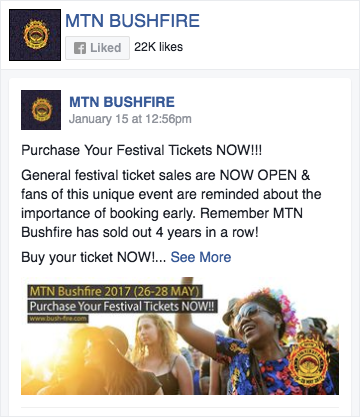 MTN BUSHFIRE
Liked 22K likes
MTN BUSHFIRE
January 15 at 12:56pm
Purchase Your Festival Tickets NOW!!!
General festival ticket sales are NOW OPEN &
fans of this unique event are reminded about the
importance of booking early. Remember MTN
Bushfire has sold out 4 years in a row!
Buy your ticket NOW!... See More
MTN Bushfire 2017 (26-28 MAY)
Purchase Your Festival Tickets NOW!!
www.bush-fire.com